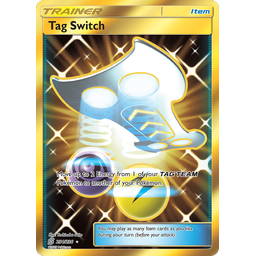 TRAINER
Item
Tag Switch
Move up to 2 Energy from 1 of your TAG TEAM
Pokémon to another of your Pokémon.
You may play as many Item cards as you like
during your turn (before your attack).